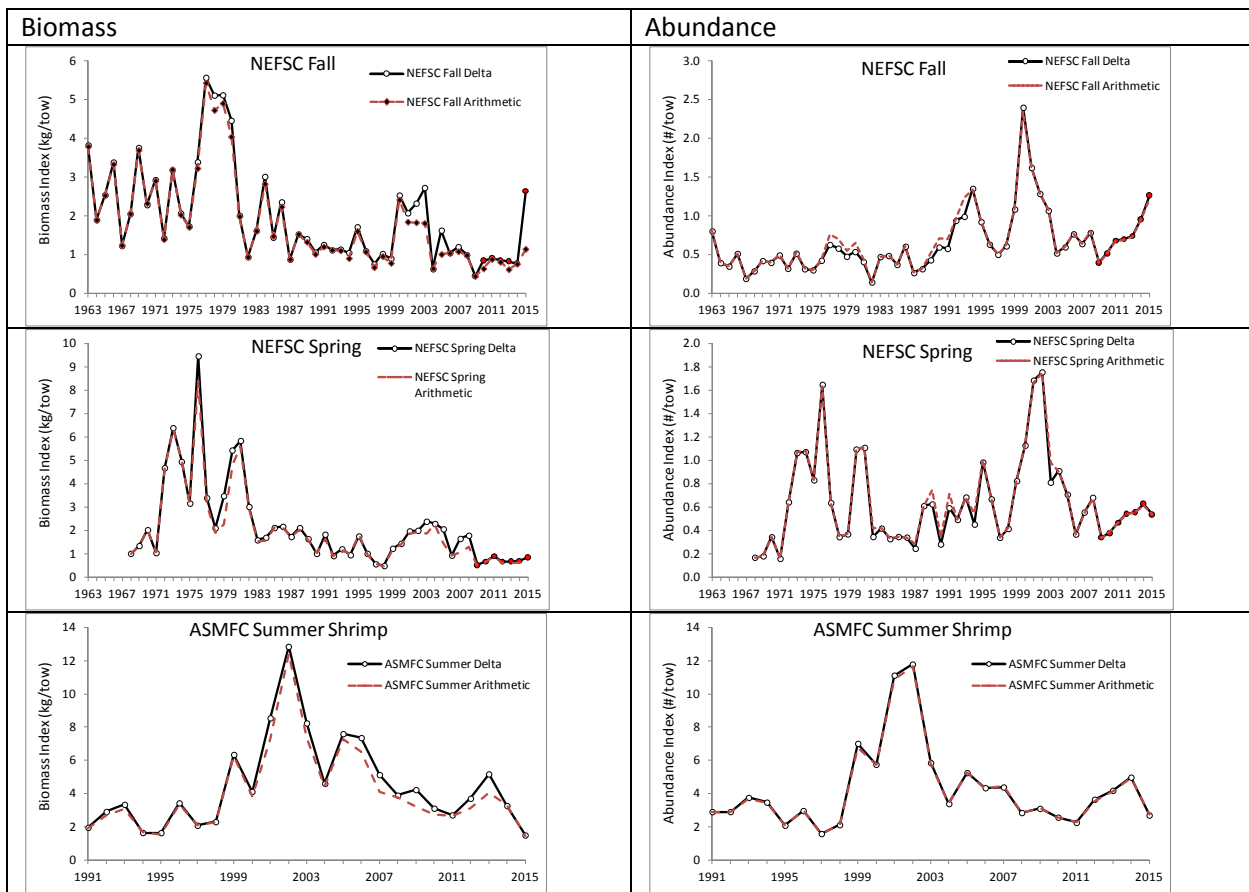 Biomass
Abundance
NEFSC Fall
NEFSC Fall Delta
NEFSC Fall Arithmetic
Biomass Index (kg/tow)
6
5
4
3
2
1
0
1963 1967 1971 1975 1979 1983 1987 1991 1995 1999 2003 2007 2011 2015
NEFSC Fall
NEFSC Fall Delta
NEFSC Fall Arithmetic
Abundance Index (#/tow)
3.0
2.5
2.0
1.5
1.0
0.5
0.0
1963 1967 1971 1975 1979 1983 1987 1991 1995 1999 2003 2007 2011 2015
NEFSC Spring
NEFSC Spring Delta
NEFSC Spring
Arithmetic
Biomass Index (kg/tow)
10
9
8
7
6
5
4
3
2
1
0
1963 1967 1971 1975 1979 1983 1987 1991 1995 1999 2003 2007 2011 2015
NEFSC Spring
NEFSC Spring Delta
NEFSC Spring Arithmetic
Abundance Index (#/tow)
2.0
1.8
1.6
1.4
1.2
1.0
0.8
0.6
0.4
0.2
0.0
1963 1967 1971 1975 1979 1983 1987 1991 1995 1999 2003 2007 2011 2015
ASMFC Summer Shrimp
ASMFC Summer Delta
ASMFC Summer Arithmetic
Biomass Index (kg/tow)
14
12
10
8
6
4
2
0
1991 1995 1999 2003 2007 2011 2015
ASMFC Summer Shrimp
ASMFC Summer Delta
ASMFC Summer Arithmetic
Abundance Index (#/tow)
14
12
10
8
6
4
2
0
1991 1995 1999 2003 2007 2011 2015